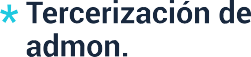 * Tercerización de
admon.